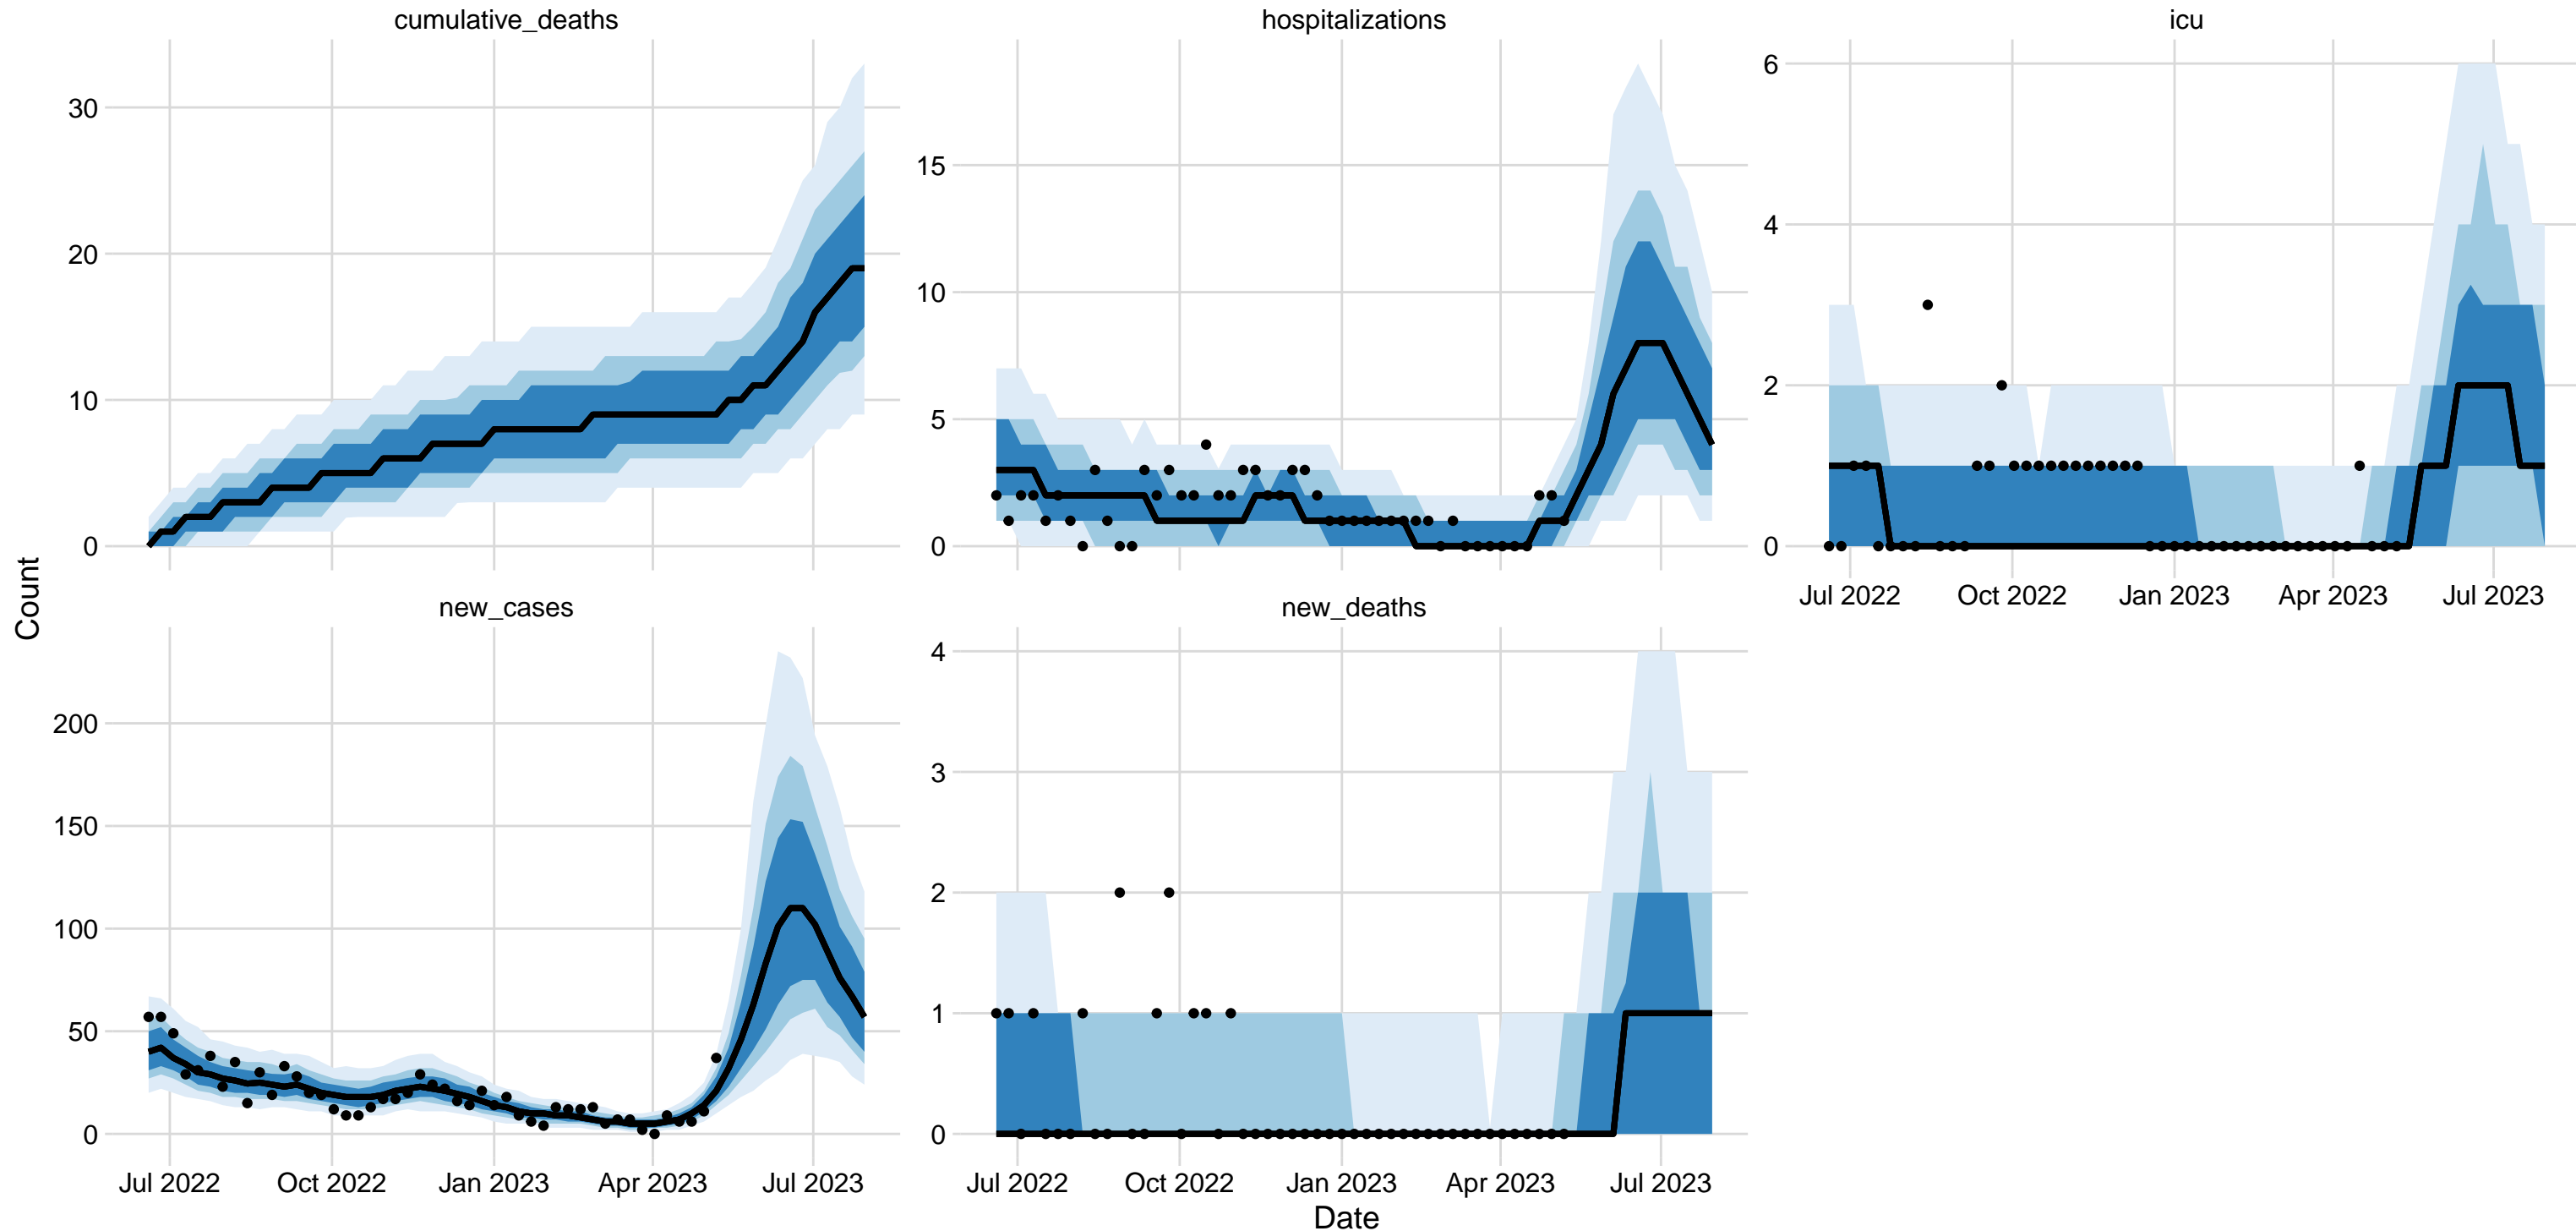 cumulative_deaths
hospitalizations
icu
30
20
10
0
15
10
5
0
6
4
2
0
Jul 2022
Oct 2022
Jan 2023
Apr 2023
Jul 2023
Count
new_cases
new_deaths
200
150
100
50
0
4
3
2
1
0
Jul 2022
Oct 2022
Jan 2023
Apr 2023
Jul 2023
Jul 2022
Oct 2022
Jan 2023
Apr 2023
Jul 2023
Date